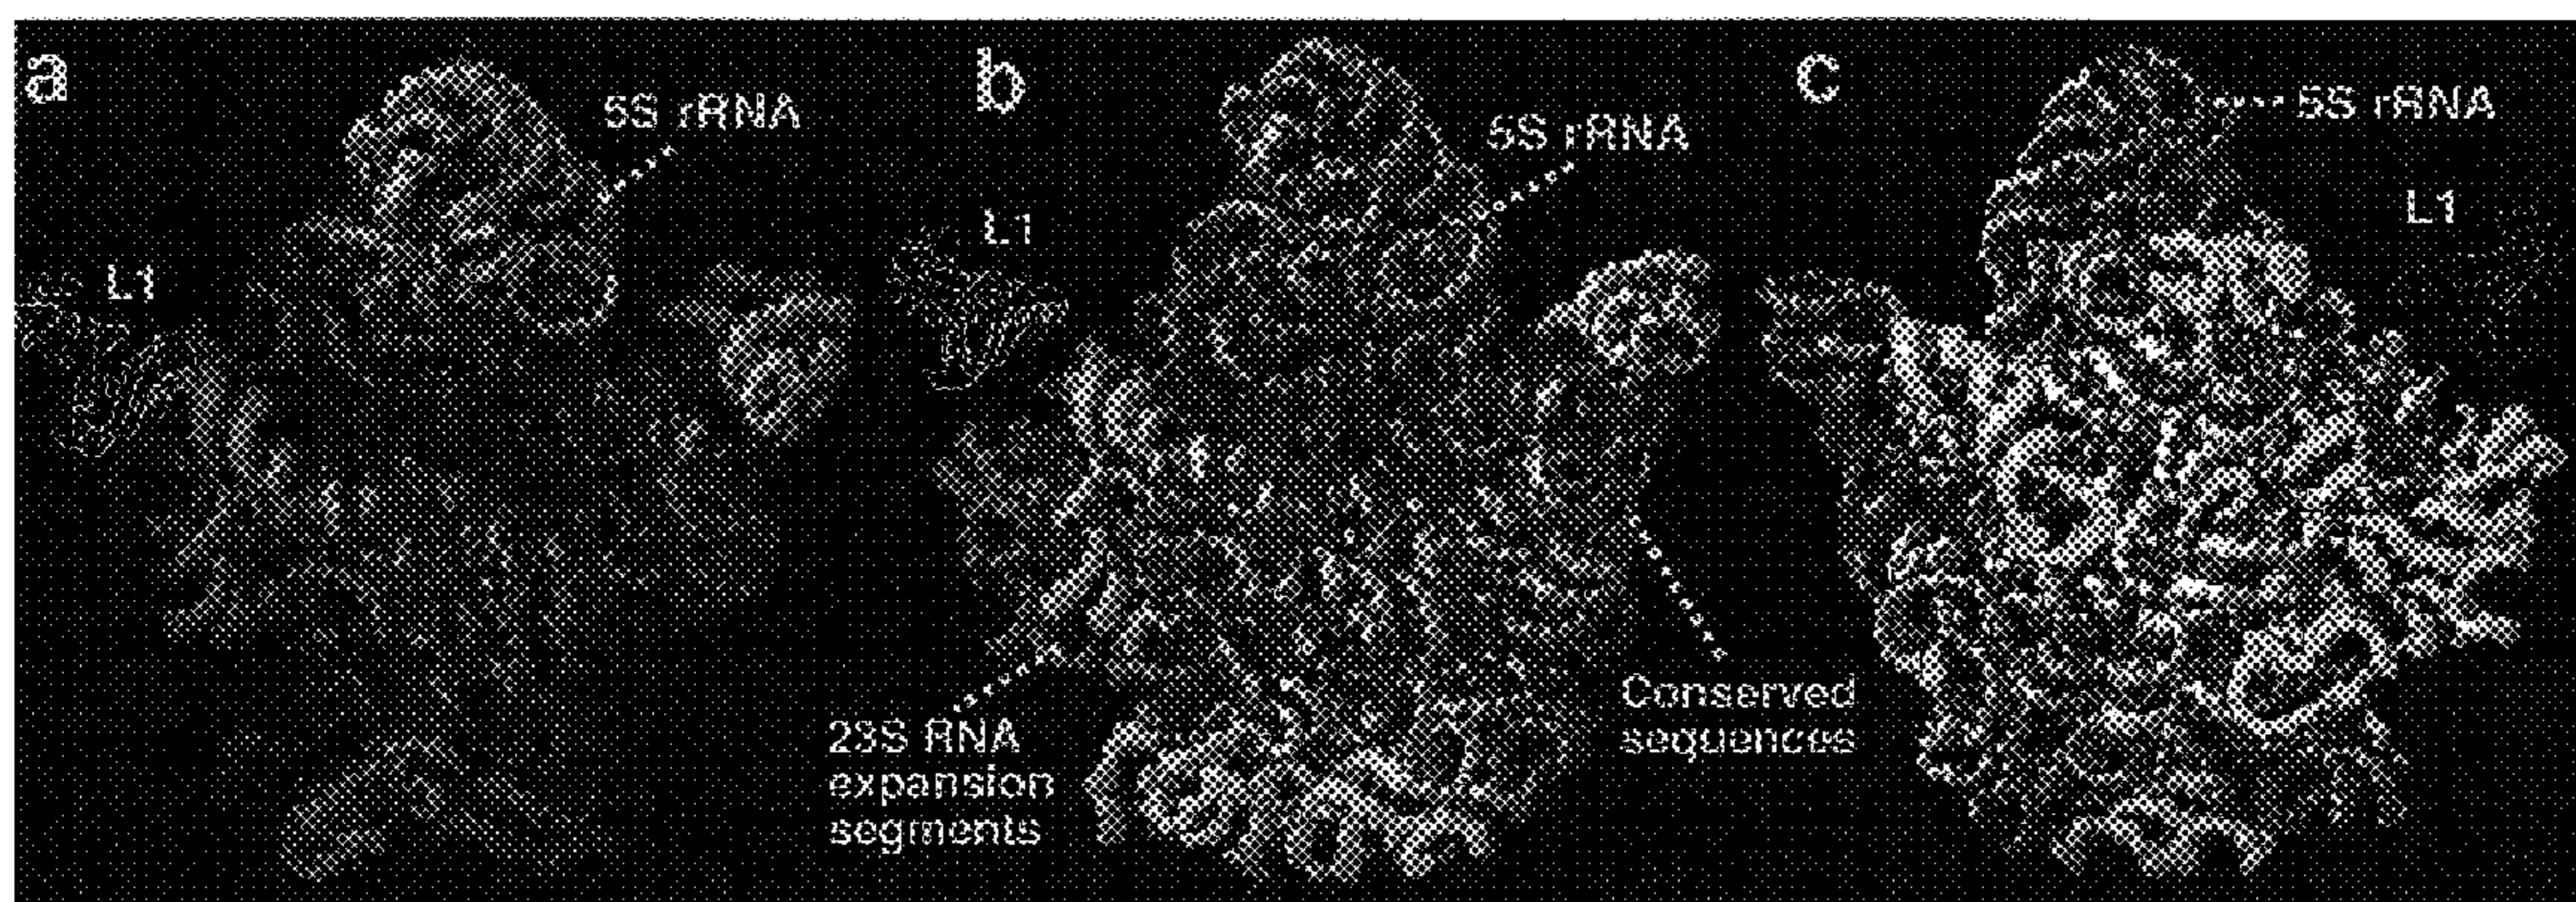 a
5S rRNA
L1
b
5S rRNA
L1
23S RNA
expansion
segments
Conserved
sequences
c
5S rRNA
L1